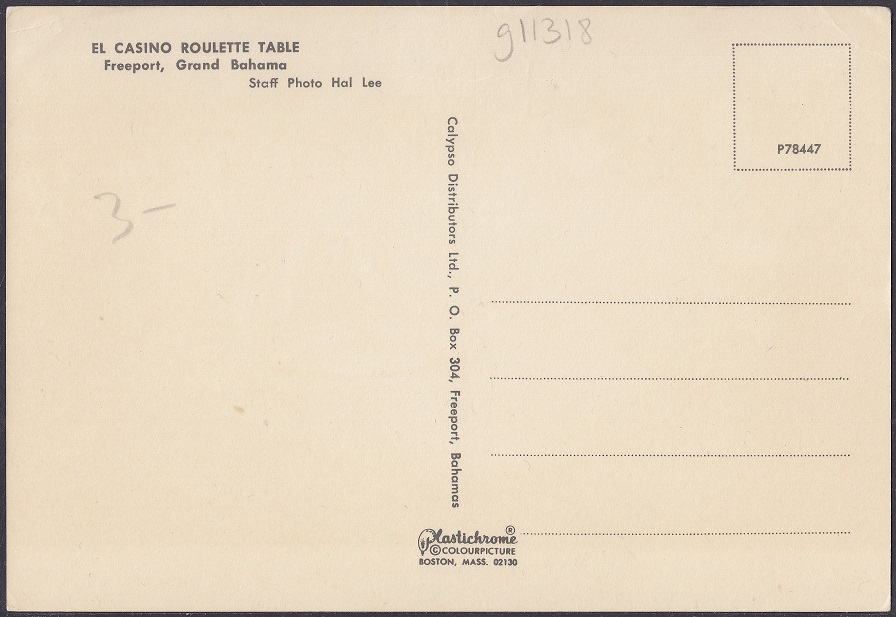 EL CASINO ROULETTE TABLE
Freeport, Grand Bahama
Staff Photo Hal Lee
g11318
3-
P78447
Calypso Distributors Ltd., P. O. Box 304, Freeport, Bahamas
Plastichrome®
©COLOURPICTURE
BOSTON, MASS. 02130